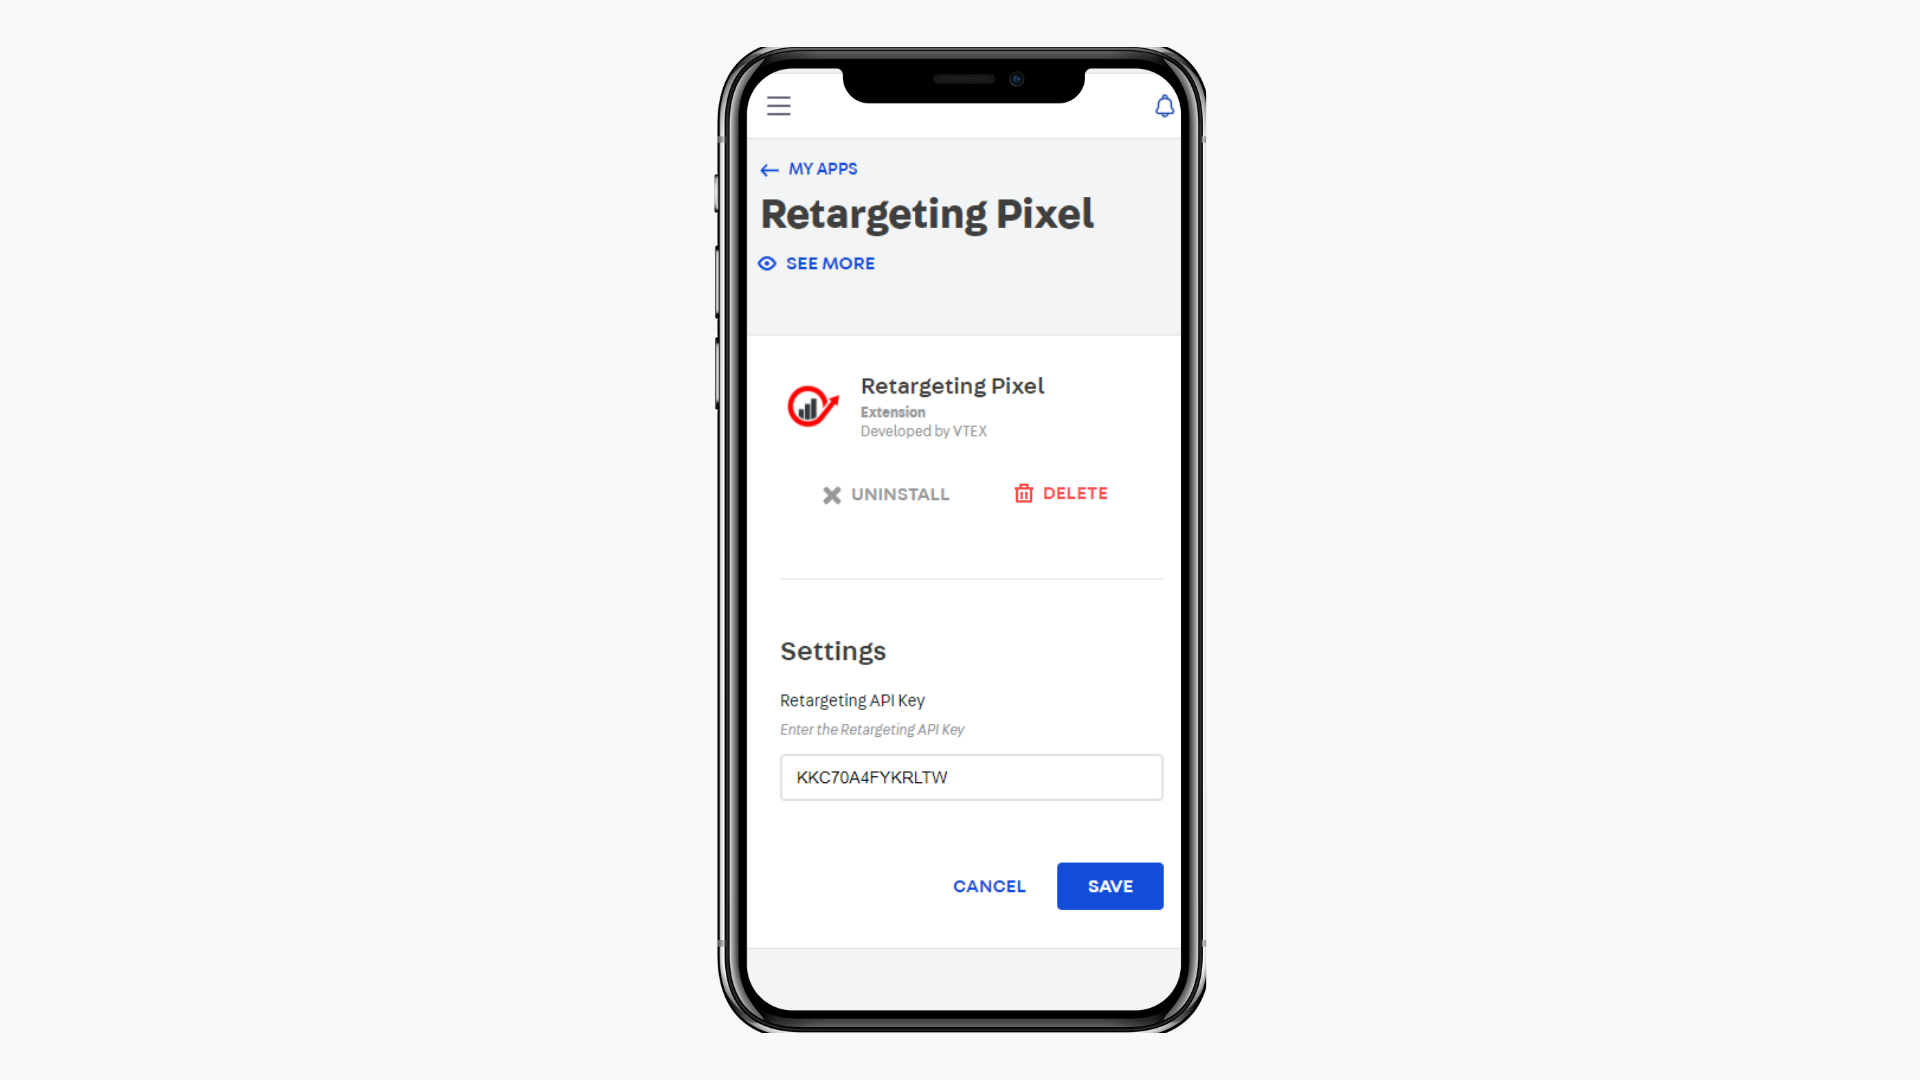 MY APPS
Retargeting Pixel
SEE MORE
Retargeting Pixel
Extension
Developed by VTEX
UNINSTALL
DELETE
Settings
Retargeting API Key
Enter the Retargeting API Key
KKC70A4FYKRLTW
CANCEL
SAVE